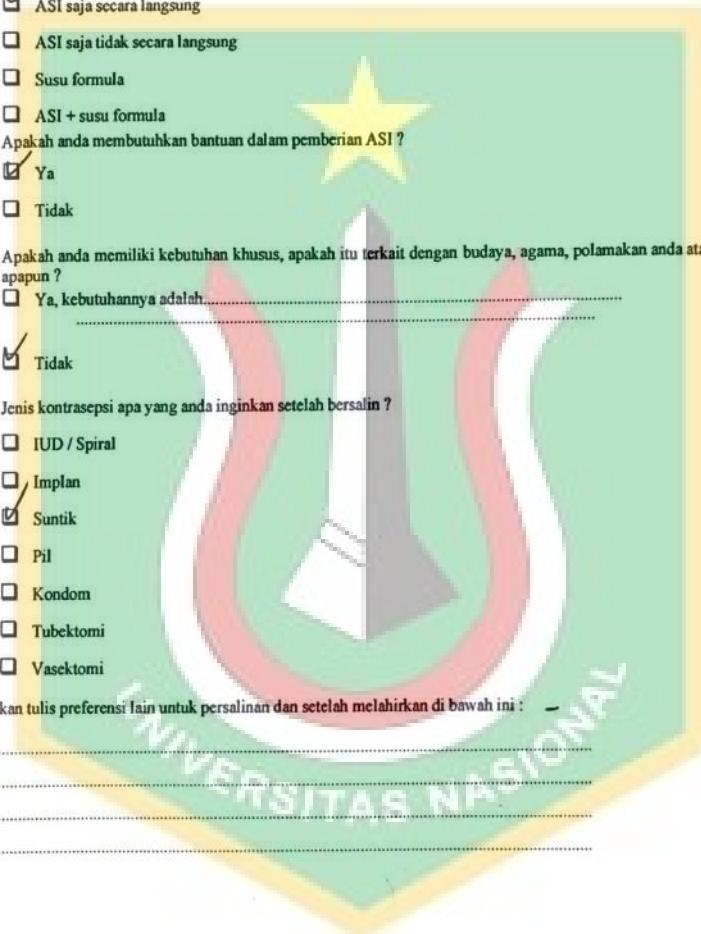 ASI saja secara langsung
ASI saja tidak secara langsung
Susu formula
ASI + susu formula
Apakah anda membutuhkan bantuan dalam pemberian ASI ?
Ya
Tidak
Apakah anda memiliki kebutuhan khusus, apakah itu terkait dengan budaya, agama, polamakan anda ata
apapun ?
Ya, kebutuhannya adalah
Tidak
Jenis kontrasepsi apa yang anda inginkan setelah bersalin ?
IUD / Spiral
Implan
Suntik
Pil
Kondom
Tubektomi
Vasektomi
kan tulis preferensi lain untuk persalinan dan setelah melahirkan di bawah ini : –
UNIVERSITAS NASIONAL